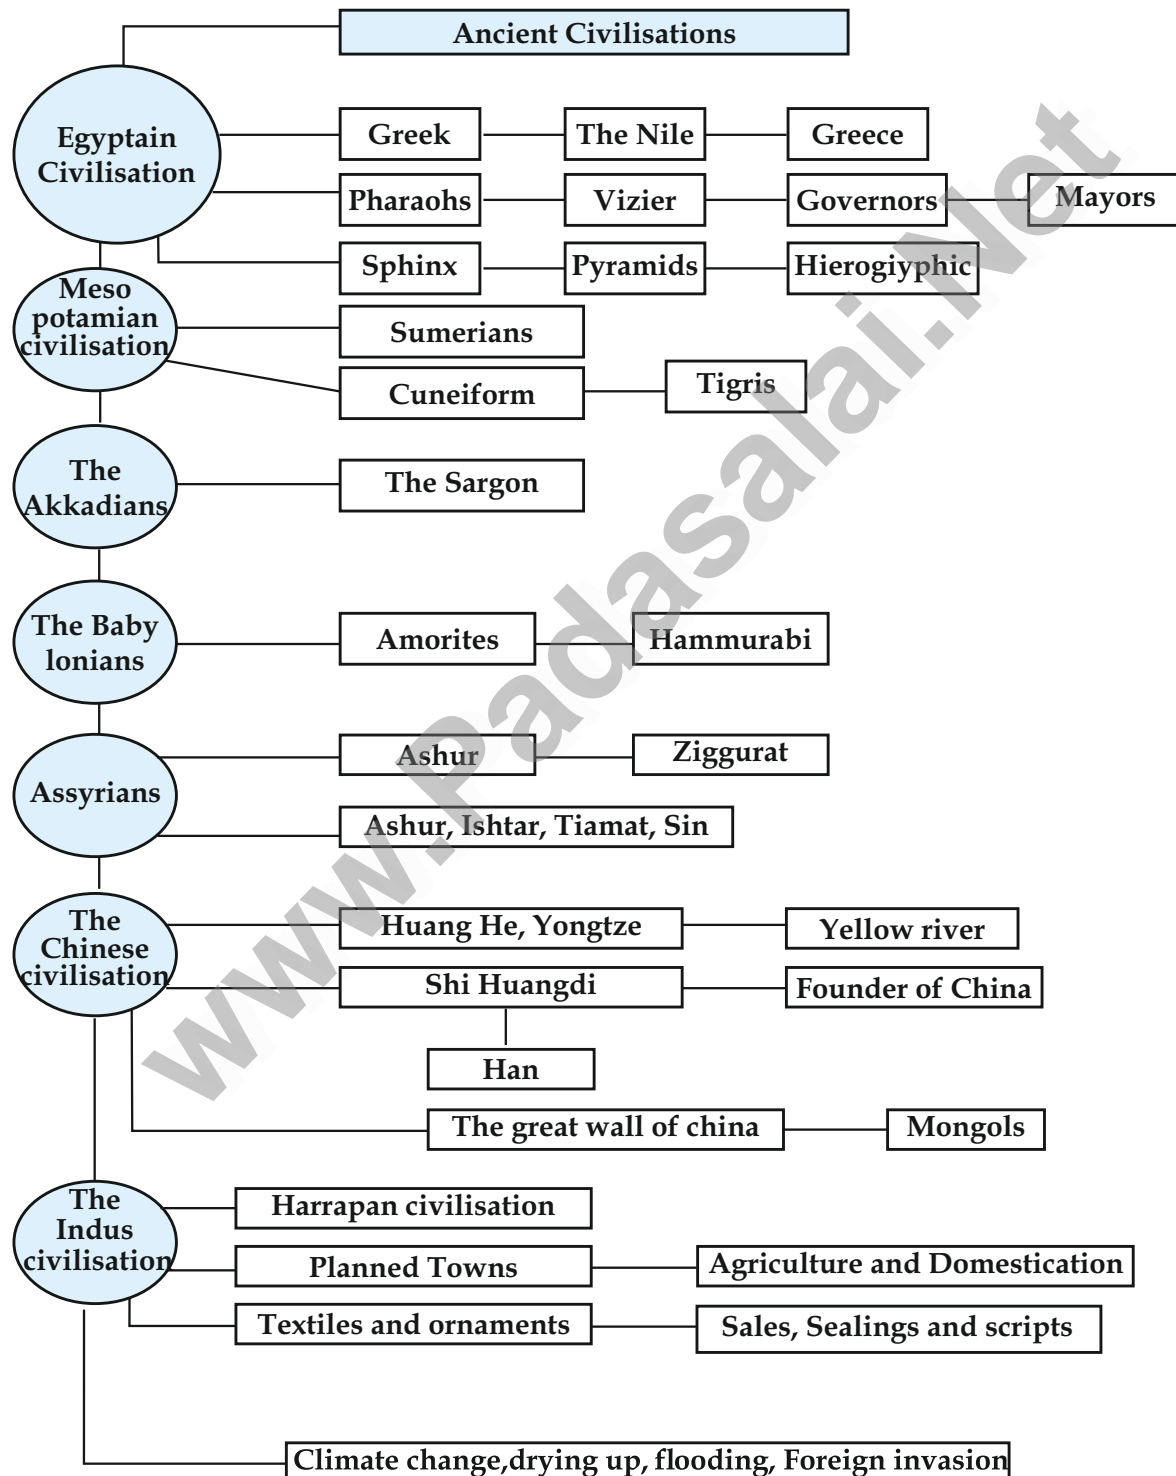 Ancient Civilisations
Egyptain
Civilisation
Greek
The Nile
Greece
Pharaohs
Vizier
Governors
Mayors
Sphinx
Pyramids
Hierogiyphic
Meso
potamian
civilisation
Sumerians
Cuneiform
Tigris
The
Akkadians
The Sargon
The Baby
lonians
Amorites
Hammurabi
Assyrians
Ashur
Ziggurat
Ashur, Ishtar, Tiamat, Sin
The
Chinese
civilisation
Huang He, Yongtze
Yellow river
Shi Huangdi
Founder of China
Han
The great wall of china
Mongols
The
Indus
civilisation
Harrapan civilisation
Planned Towns
Agriculture and Domestication
Textiles and ornaments
Sales, Sealings and scripts
Climate change,drying up, flooding, Foreign invasion
www.Padasalai.Net